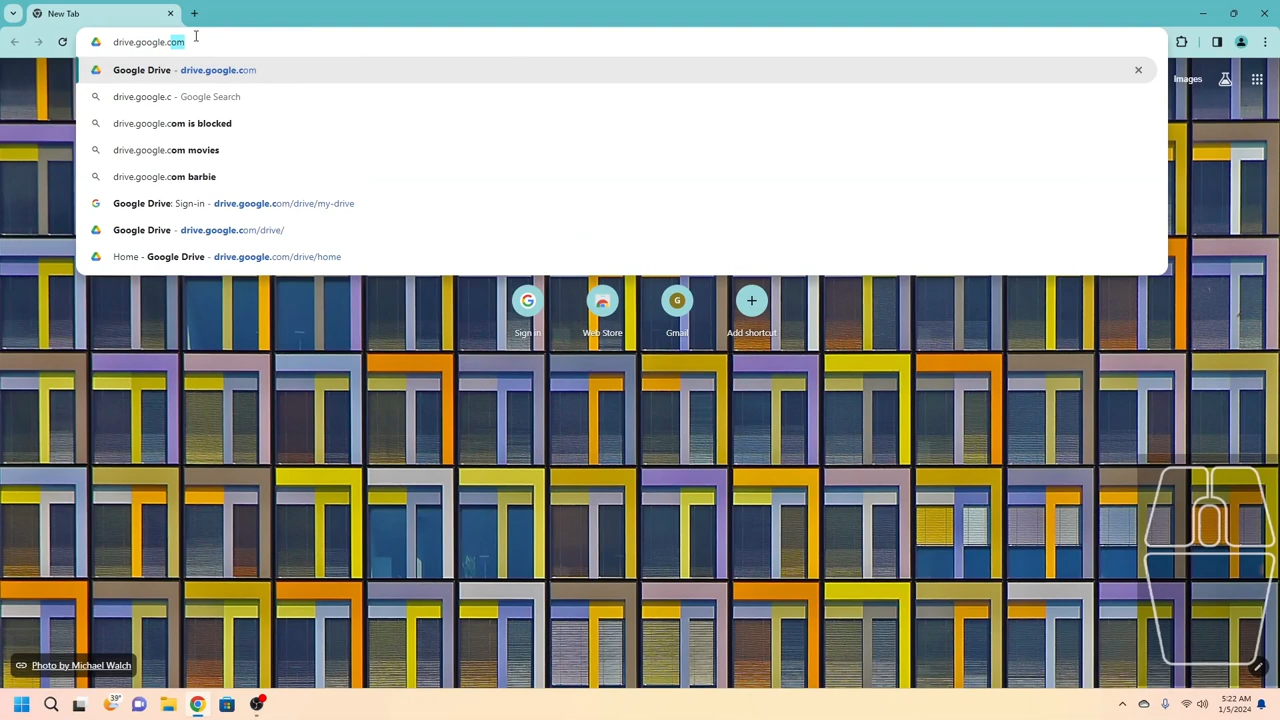 New Tab
drive.google.com
Google Drive - drive.google.com
drive.google.c - Google Search
drive.google.com is blocked
drive.google.com movies
drive.google.com barbie
Google Drive: Sign-in - drive.google.com/drive/my-drive
Google Drive - drive.google.com/drive/
Home - Google Drive - drive.google.com/drive/home
Images
G
Sign in
Web Store
Gmail
Add shortcut
Photo by Michael Walch
39°
5:22 AM
1/5/2024